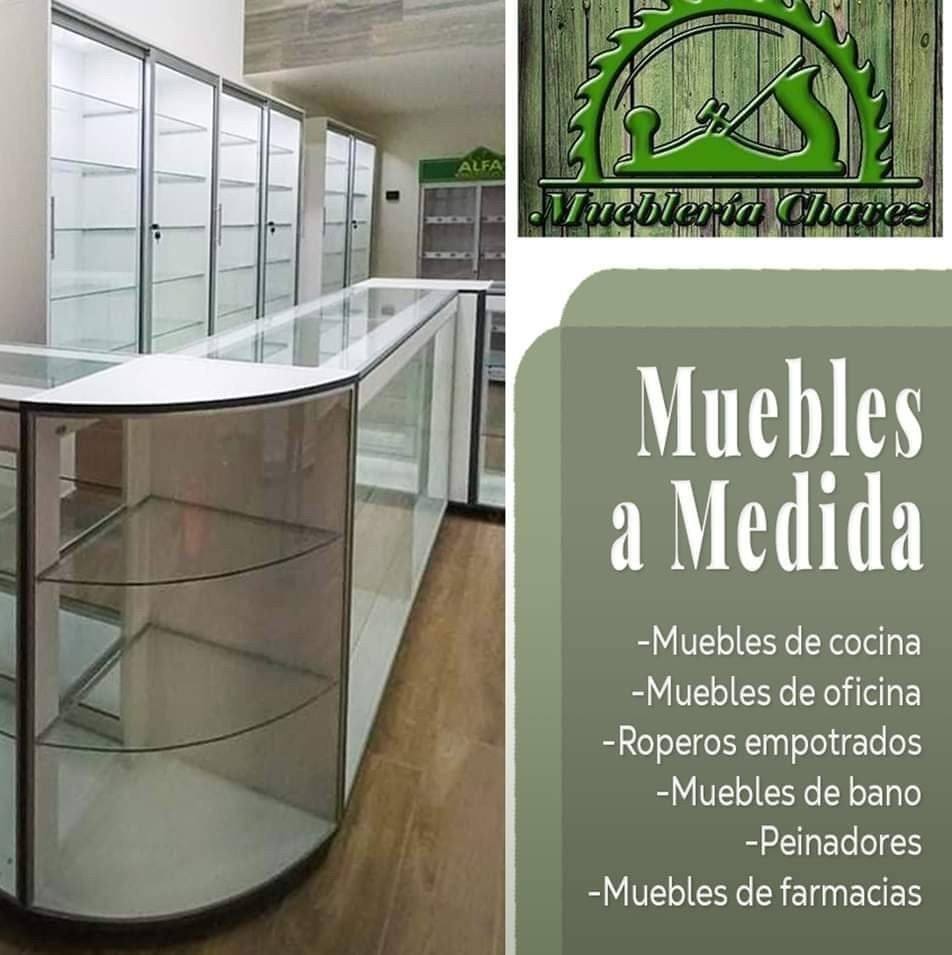 ALFA
Mueblería Chavez
Muebles
a Medida
-Muebles de cocina
-Muebles de oficina
-Roperos empotrados
-Muebles de bano
-Peinadores
-Muebles de farmacias